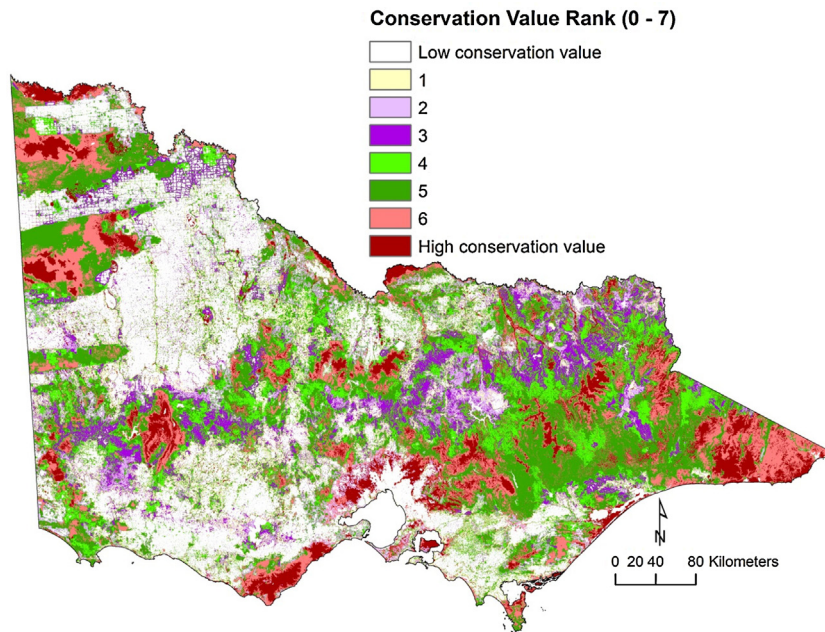 Conservation Value Rank (0 - 7)
Low conservation value
1
2
3
4
5
6
High conservation value
N
0 20 40 80 Kilometers